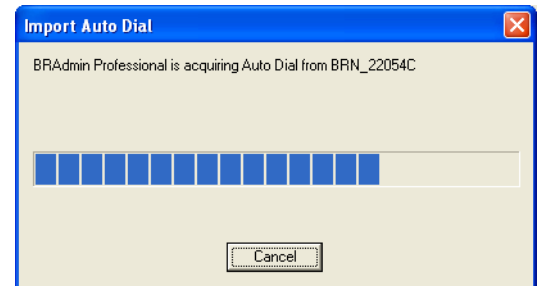 Import Auto Dial
BRAdmin Professional is acquiring Auto Dial from BRN_22054C
Cancel